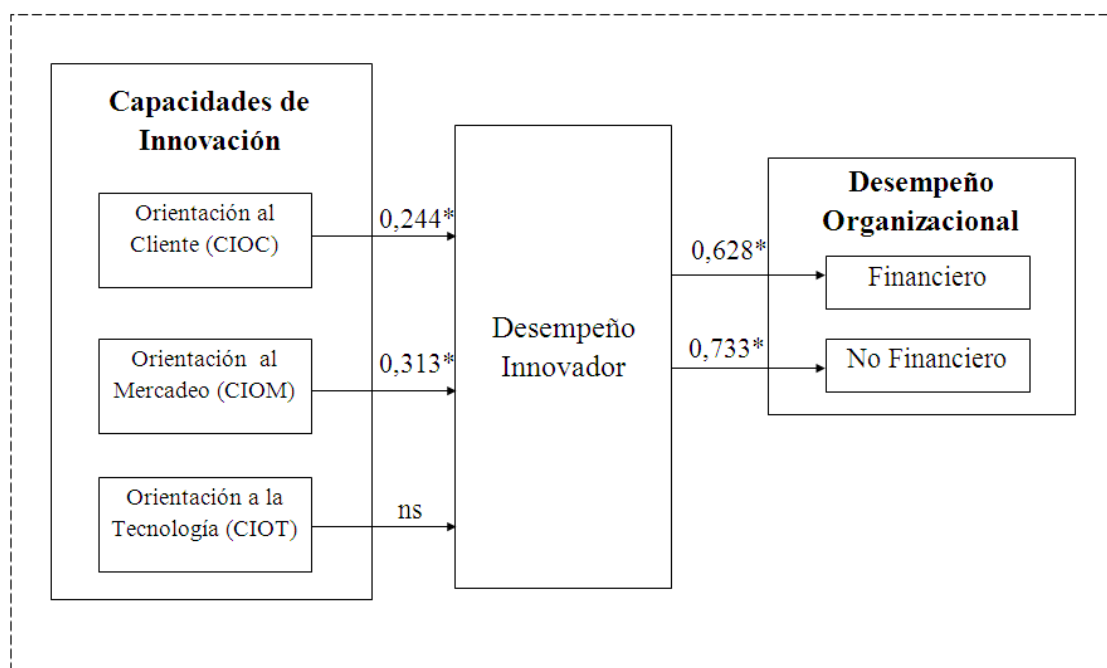 Capacidades de
Innovación
Orientación al
Cliente (CIOC)
0,244*
Orientación al
Mercadeo (CIOM)
0,313*
Orientación a la
Tecnología (CIOT)
ns
Desempeño
Innovador
0,628*
0,733*
Desempeño
Organizacional
Financiero
No Financiero